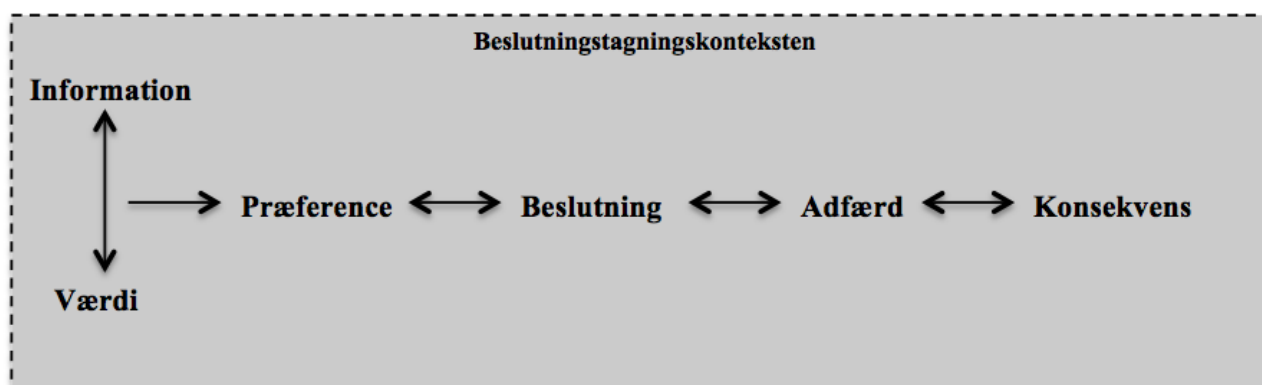 Beslutningstagningskonteksten
Information
Præference Beslutning Adfærd Konsekvens
Værdi